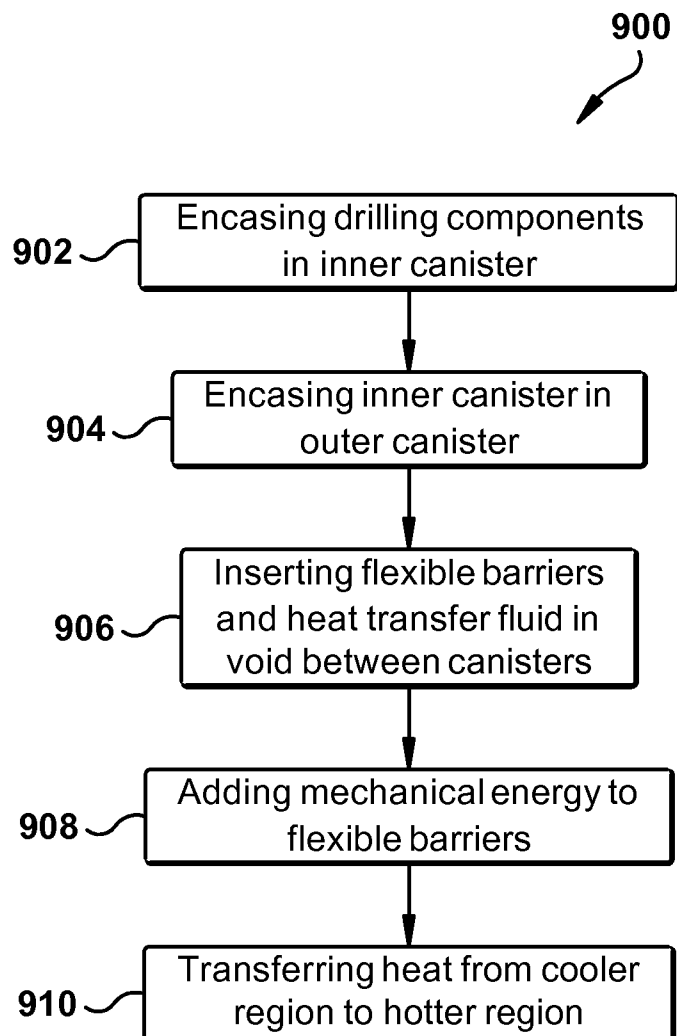 900
902
Encasing drilling components
in inner canister
904
Encasing inner canister in
outer canister
906
Inserting flexible barriers
and heat transfer fluid in
void between canisters
908
Adding mechanical energy to
flexible barriers
910
Transferring heat from cooler
region to hotter region